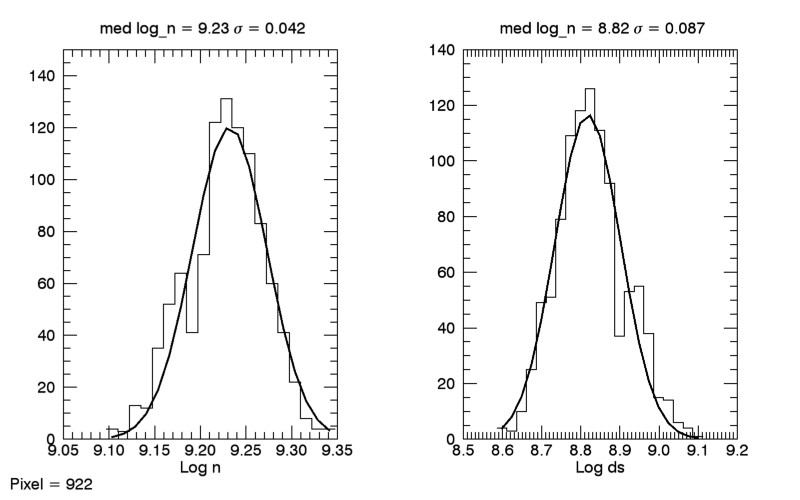 med log_n = 9.23 σ = 0.042
140
120
100
80
60
40
20
0
9.05 9.10 9.15 9.20 9.25 9.30 9.35
Log n
med log_n = 8.82 σ = 0.087
140
120
100
80
60
40
20
0
8.5 8.6 8.7 8.8 8.9 9.0 9.1 9.2
Log ds
Pixel = 922